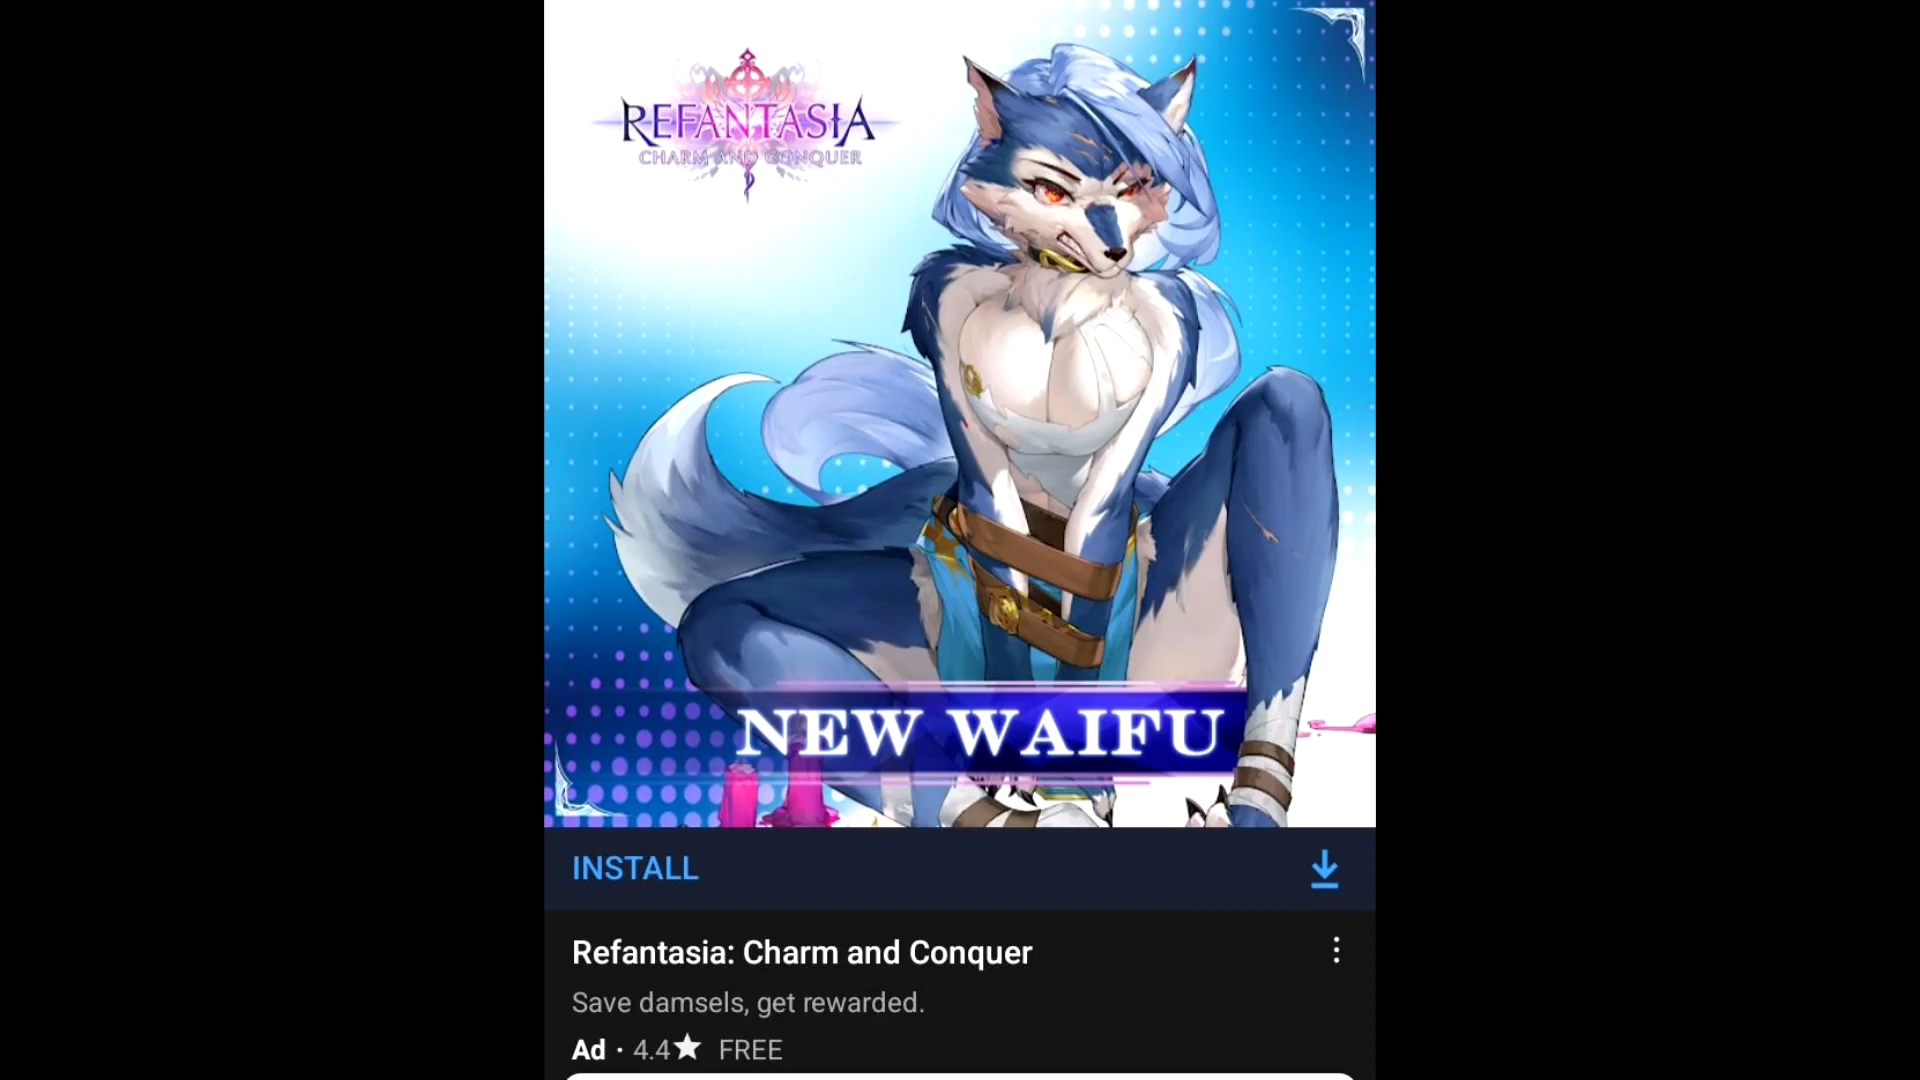 REFANTASIA
CHARM AND CONQUER
NEW WAIFU
INSTALL
Refantasia: Charm and Conquer
Save damsels, get rewarded.
Ad · 4.4★ FREE